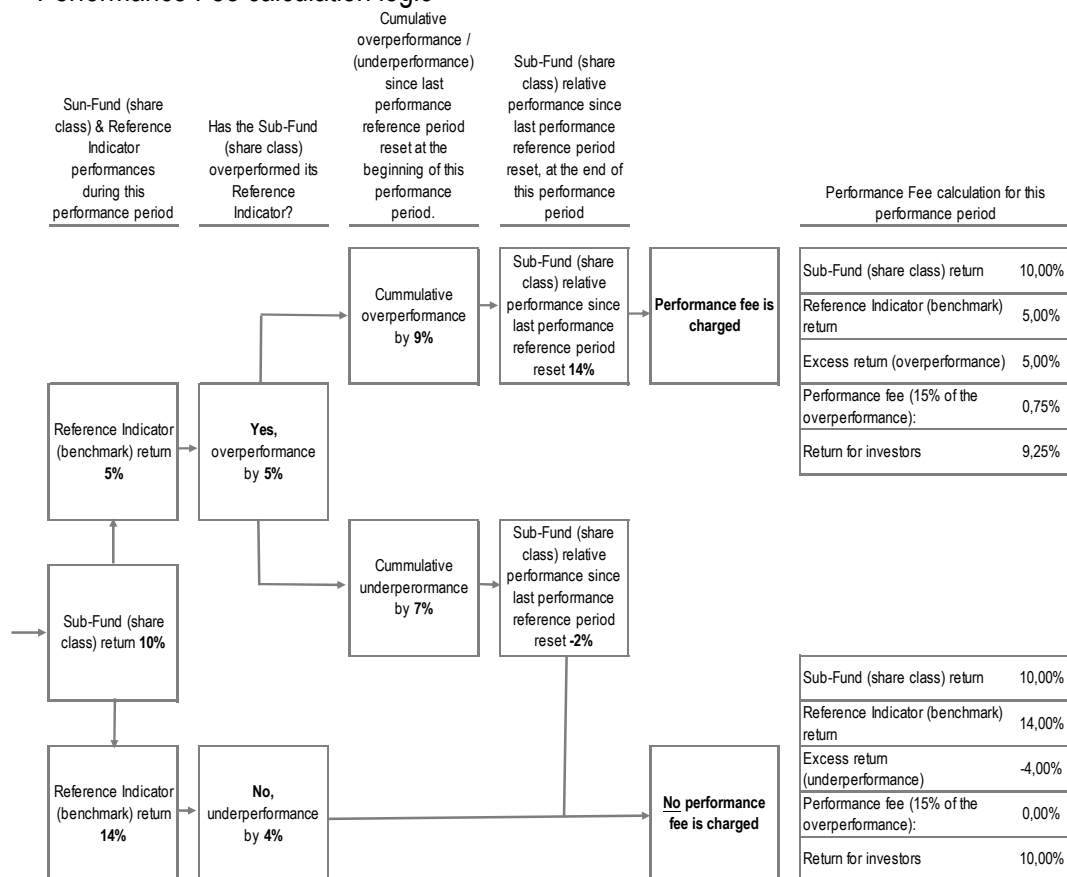 Performance Fee calculation logic
Sun-Fund (share
class) & Reference
Indicator
performances
during this
performance period
Has the Sub-Fund
(share class)
overperformed its
Reference
Indicator?
Cumulative
overperformance /
(underperformance)
since last
performance
reference period
reset at the
beginning of this
performance
period.
Sub-Fund (share
class) relative
performance since
last performance
reference period
reset, at the end of
this performance
period
Performance Fee calculation for this
performance period
Cummulative
overperformance
by 9%
Sub-Fund (share
class) relative
performance since
last performance
reference period
reset 14%
Performance fee is
charged
Sub-Fund (share class) return 10,00%
Reference Indicator (benchmark)
return 5,00%
Excess return (overperformance) 5,00%
Performance fee (15% of the
overperformance): 0,75%
Return for investors 9,25%
Reference Indicator
(benchmark) return
5%
Yes,
overperformance
by 5%
Cummulative
underperormance
by 7%
Sub-Fund (share
class) relative
performance since
last performance
reference period
reset -2%
Sub-Fund (share
class) return 10%
Reference Indicator
(benchmark) return
14%
No,
underperformance
by 4%
No performance
fee is charged
Sub-Fund (share class) return 10,00%
Reference Indicator (benchmark)
return 14,00%
Excess return
(underperformance) -4,00%
Performance fee (15% of the
overperformance): 0,00%
Return for investors 10,00%